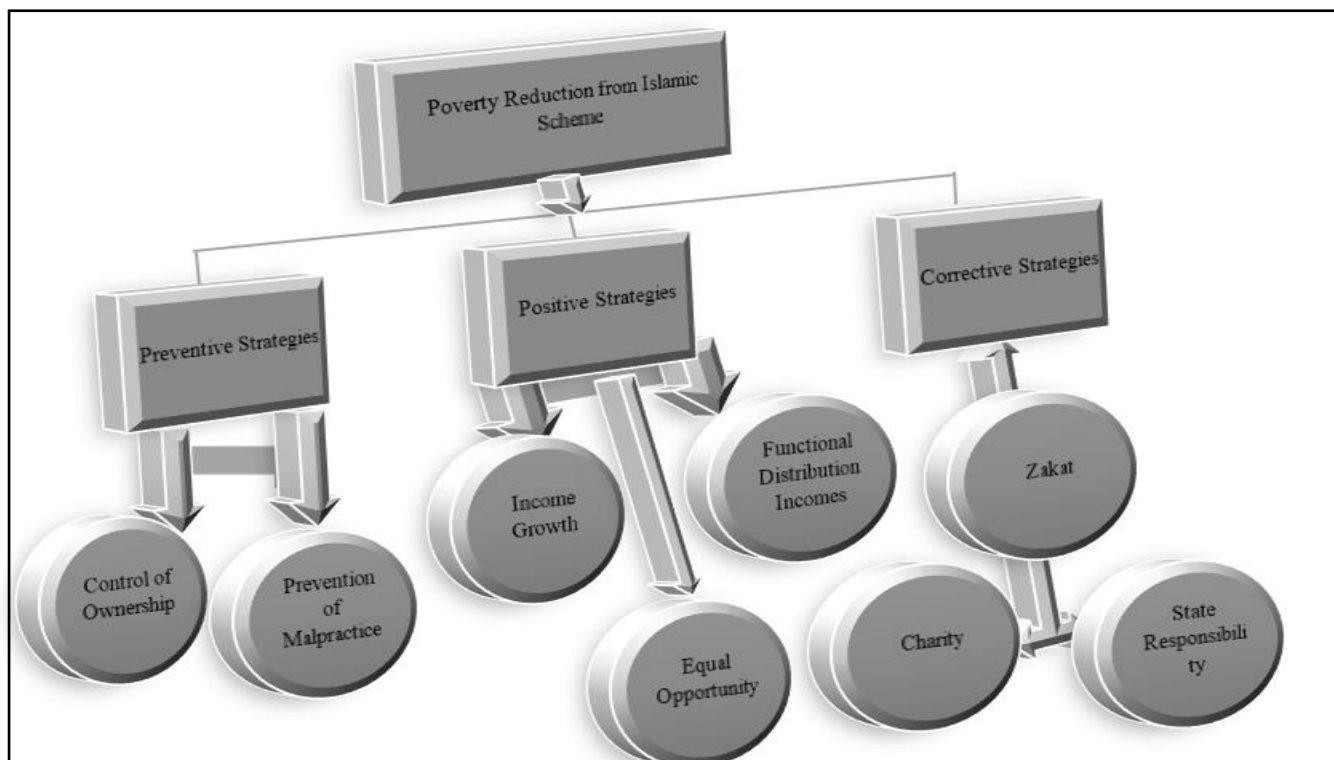 Poverty Reduction from Islamic
Scheme
Preventive Strategies
Positive Strategies
Corrective Strategies
Control of
Ownership
Prevention
of
Malpractice
Income
Growth
Equal
Opportunity
Functional
Distribution
Incomes
Zakat
Charity
State
Responsibili
ty